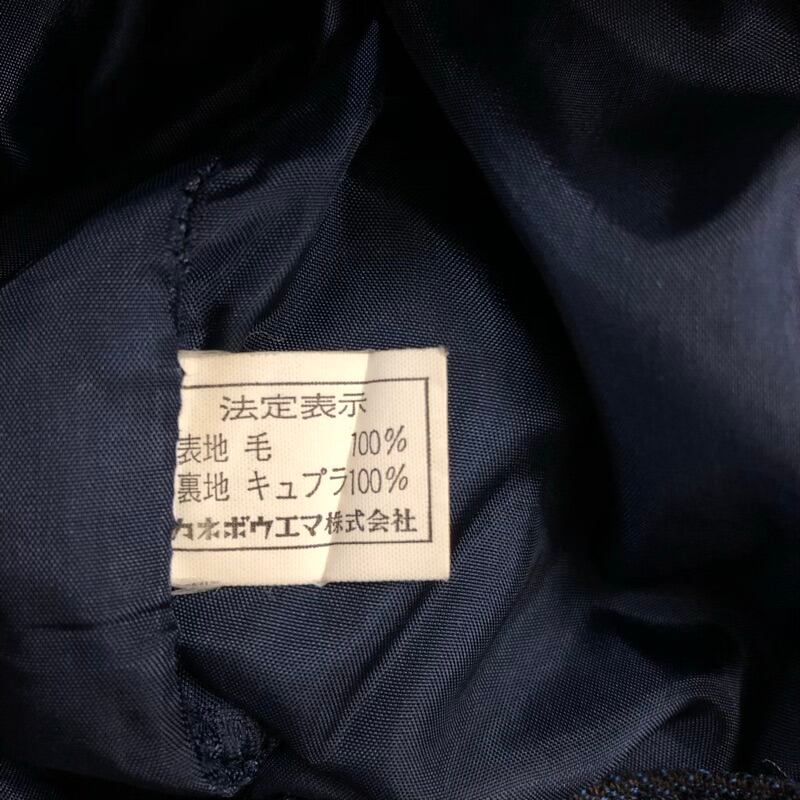 法定表示
表地 毛 100%
裏地 キュプラ100%
カネボウエマ株式会社